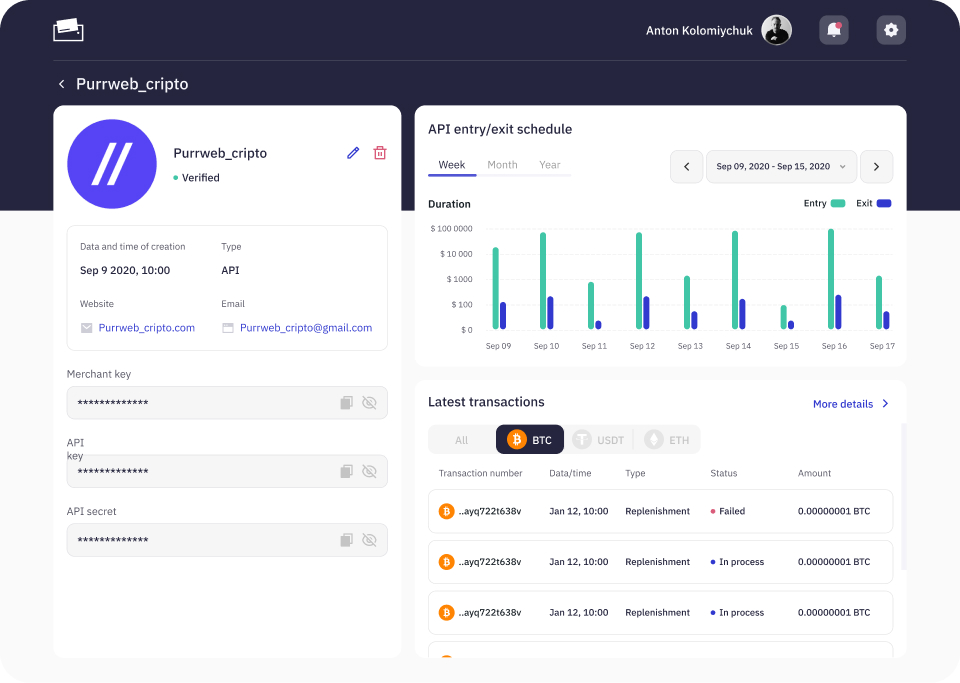 Anton Kolomiychuk
Purrweb_cripto
Purrweb_cripto
Verified
Data and time of creation Type
Sep 9 2020, 10:00 API
Website Email
Purrweb_cripto.com Purrweb_cripto@gmail.com
Merchant key
*************
API
key
*************
API secret
*************
API entry/exit schedule
Week Month Year
Sep 09, 2020 - Sep 15, 2020
Duration Entry Exit
$ 100 0000
$ 10 000
$ 1000
$ 100
$ 0
Sep 09 Sep 10 Sep 11 Sep 12 Sep 13 Sep 14 Sep 15 Sep 16 Sep 17
Latest transactions More details
All BTC USDT ETH
Transaction number Data/time Type Status Amount
..ayq722t638v Jan 12, 10:00 Replenishment Failed 0.00000001 BTC
..ayq722t638v Jan 12, 10:00 Replenishment In process 0.00000001 BTC
..ayq722t638v Jan 12, 10:00 Replenishment In process 0.00000001 BTC